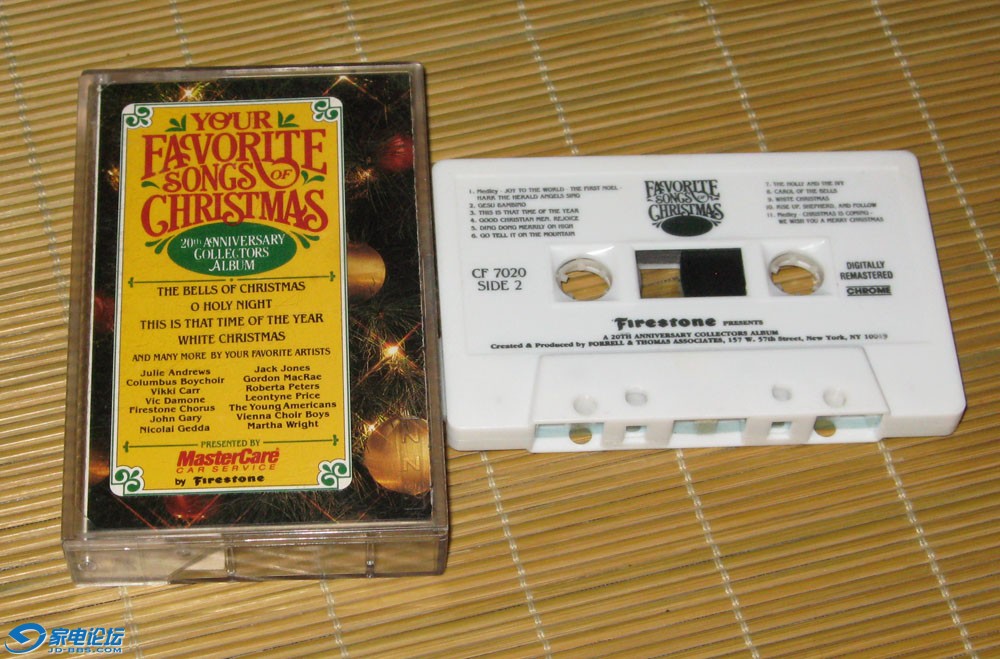 YOUR
FAVORITE
SONGS OF
CHRISTMAS
20th ANNIVERSARY
COLLECTORS
ALBUM
THE BELLS OF CHRISTMAS
O HOLY NIGHT
THIS IS THAT TIME OF THE YEAR
WHITE CHRISTMAS
AND MANY MORE BY YOUR FAVORITE ARTISTS
Julie Andrews
Columbus Boychoir
Vikki Carr
Vic Damone
Firestone Chorus
John Gary
Nicolai Gedda
Jack Jones
Gordon MacRae
Roberta Peters
Leontyne Price
The Young Americans
Vienna Choir Boys
Martha Wright
PRESENTED BY
MasterCare
CAR SERVICE
by Firestone
1. Medley - JOY TO THE WORLD - THE FIRST NOEL -
HARK THE HERALD ANGELS SING
2. GESU BAMBINO
3. THIS IS THAT TIME OF THE YEAR
4. GOOD CHRISTIAN MEN, REJOICE
5. DING DONG MERRILY ON HIGH
6. GO TELL IT ON THE MOUNTAIN
FAVORITE
SONGS OF
CHRISTMAS
7. THE HOLLY AND THE IVY
8. CAROL OF THE BELLS
9. WHITE CHRISTMAS
10. RISE UP, SHEPHERD, AND FOLLOW
11. Medley - CHRISTMAS IS COMING -
WE WISH YOU A MERRY CHRISTMAS
CF 7020
SIDE 2
DIGITALLY
REMASTERED
CHROME
Firestone PRESENTS
A 20TH ANNIVERSARY COLLECTORS ALBUM
Created & Produced by FORRELL & THOMAS ASSOCIATES, 157 W. 57th Street, New York, NY
家电论坛
JD-BBS.COM